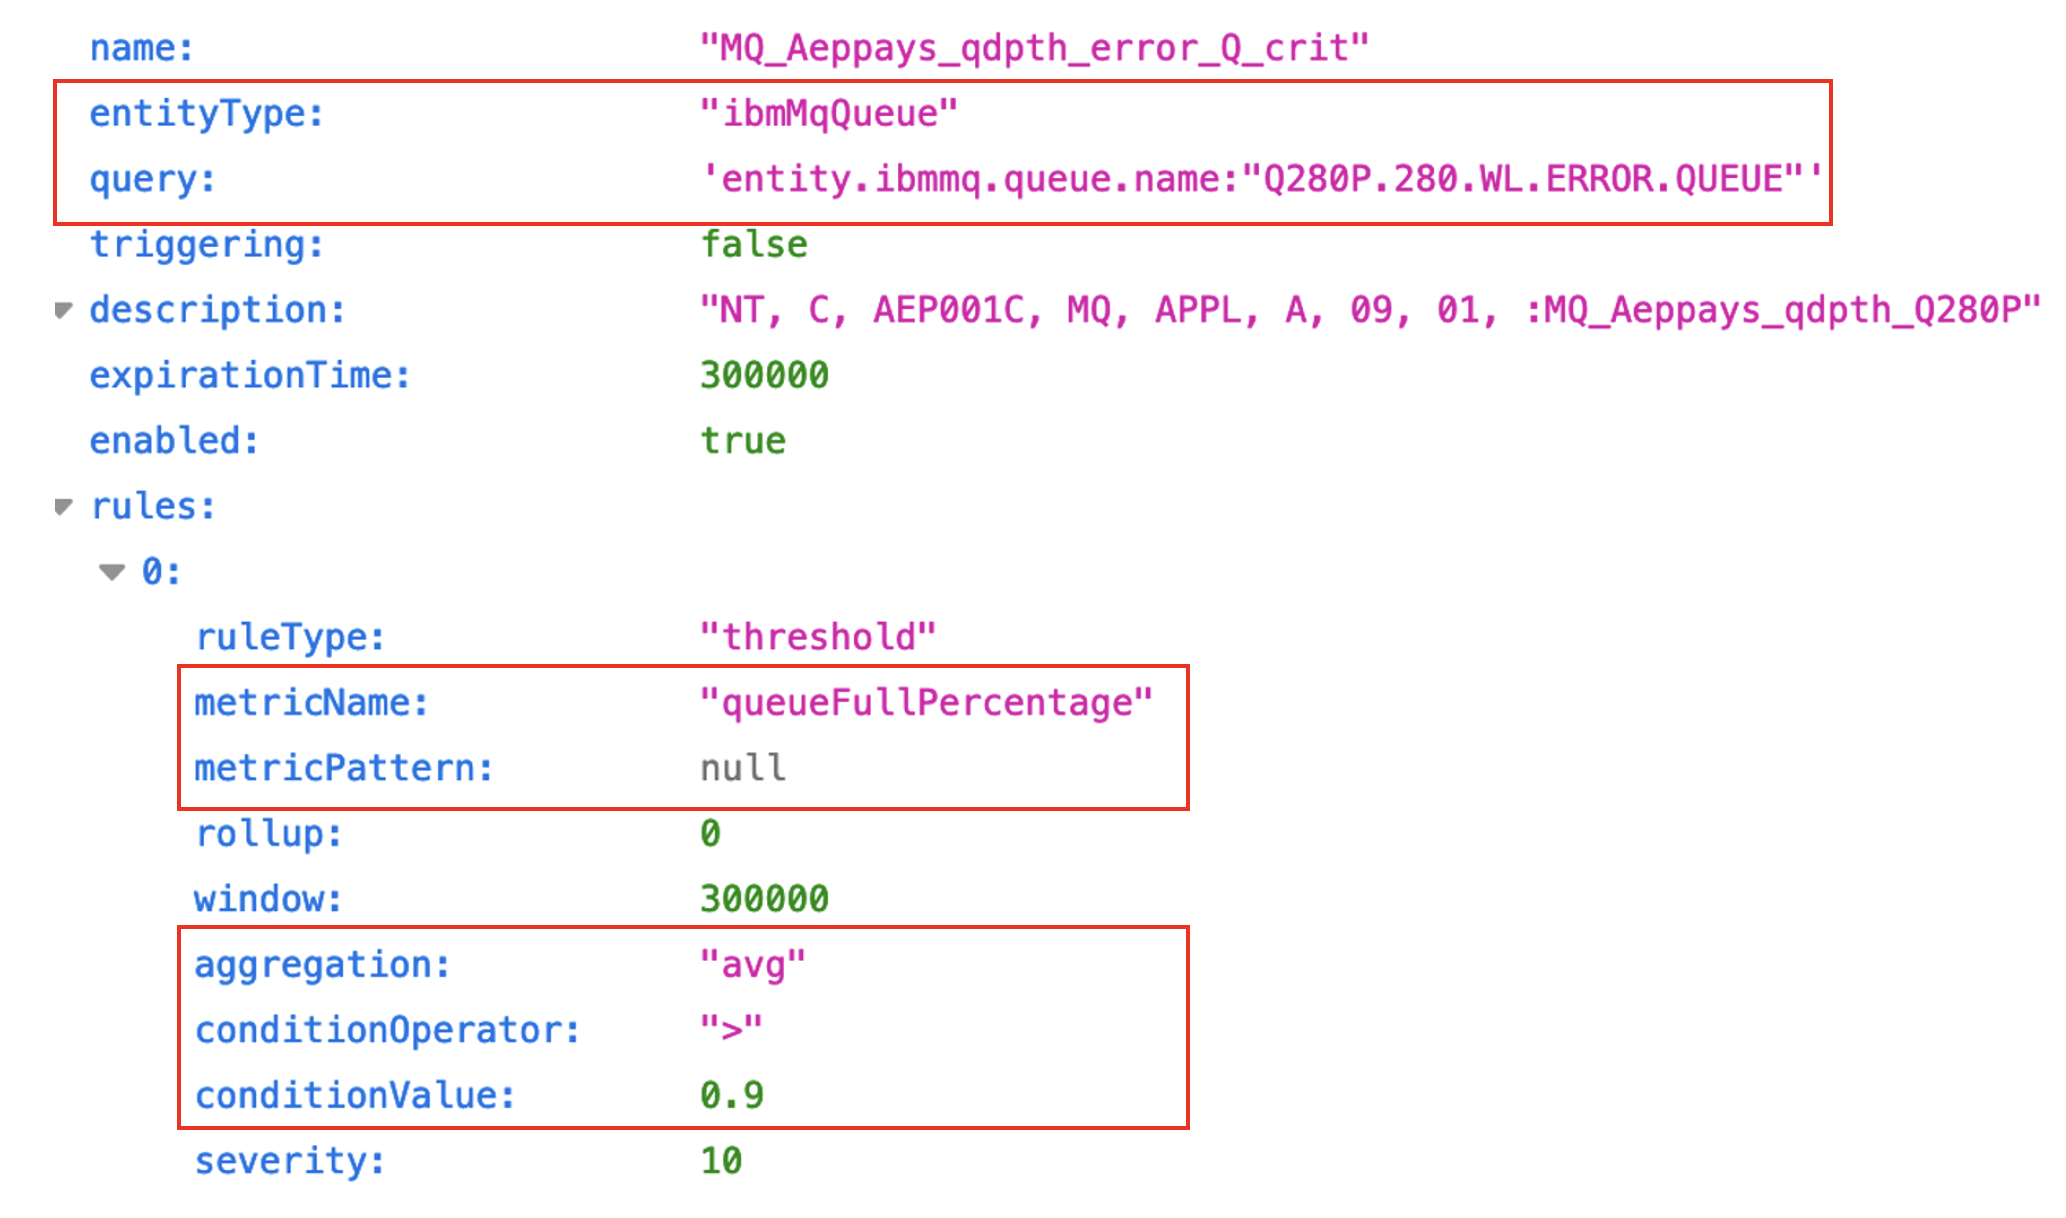 name: "MQ_Aeppays_qdpth_error_Q_crit"
entityType: "ibmMqQueue"
query: 'entity.ibmmq.queue.name:"Q280P.280.WL.ERROR.QUEUE"'
triggering: false
description: "NT, C, AEP001C, MQ, APPL, A, 09, 01, :MQ_Aeppays_qdpth_Q280P"
expirationTime: 300000
enabled: true
rules:
0:
ruleType: "threshold"
metricName: "queueFullPercentage"
metricPattern: null
rollup: 0
window: 300000
aggregation: "avg"
conditionOperator: ">"
conditionValue: 0.9
severity: 10